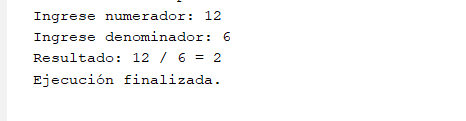 Ingrese numerador: 12
Ingrese denominador: 6
Resultado: 12 / 6 = 2
Ejecución finalizada.